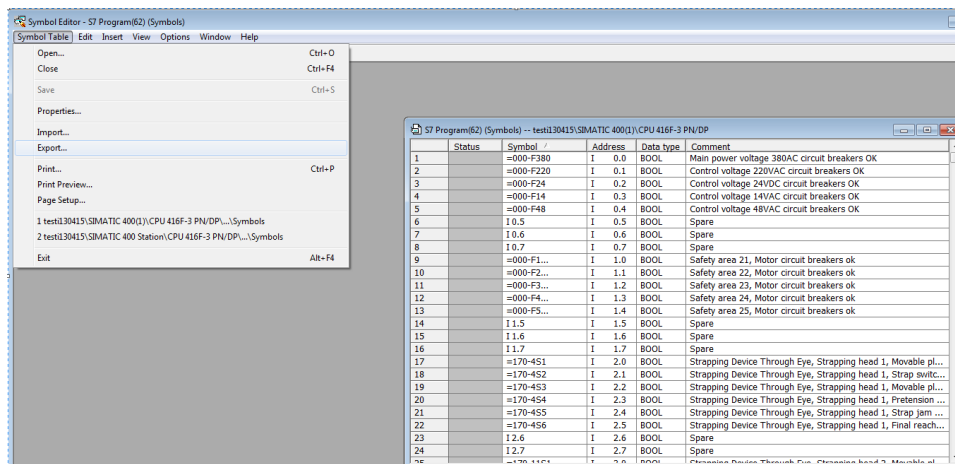 Symbol Editor - S7 Program(62) (Symbols)
Symbol Table Edit Insert View Options Window Help
Open... Ctrl+O
Close Ctrl+F4
Save Ctrl+S
Properties...
Import...
Export...
Print... Ctrl+P
Print Preview...
Page Setup...
1 testi130415\SIMATIC 400(1)\CPU 416F-3 PN/DP\...\Symbols
2 testi130415\SIMATIC 400 Station\CPU 416F-3 PN/DP\...\Symbols
Exit Alt+F4
S7 Program(62) (Symbols) -- testi130415\SIMATIC 400(1)\CPU 416F-3 PN/DP
Status Symbol / Address Data type Comment
1 =000-F380 I 0.0 BOOL Main power voltage 380AC circuit breakers OK
2 =000-F220 I 0.1 BOOL Control voltage 220VAC circuit breakers OK
3 =000-F24 I 0.2 BOOL Control voltage 24VDC circuit breakers OK
4 =000-F14 I 0.3 BOOL Control voltage 14VAC circuit breakers OK
5 =000-F48 I 0.4 BOOL Control voltage 48VAC circuit breakers OK
6 I 0.5 I 0.5 BOOL Spare
7 I 0.6 I 0.6 BOOL Spare
8 I 0.7 I 0.7 BOOL Spare
9 =000-F1... I 1.0 BOOL Safety area 21, Motor circuit breakers ok
10 =000-F2... I 1.1 BOOL Safety area 22, Motor circuit breakers ok
11 =000-F3... I 1.2 BOOL Safety area 23, Motor circuit breakers ok
12 =000-F4... I 1.3 BOOL Safety area 24, Motor circuit breakers ok
13 =000-F5... I 1.4 BOOL Safety area 25, Motor circuit breakers ok
14 I 1.5 I 1.5 BOOL Spare
15 I 1.6 I 1.6 BOOL Spare
16 I 1.7 I 1.7 BOOL Spare
17 =170-4S1 I 2.0 BOOL Strapping Device Through Eye, Strapping head 1, Movable pl...
18 =170-4S2 I 2.1 BOOL Strapping Device Through Eye, Strapping head 1, Strap switc...
19 =170-4S3 I 2.2 BOOL Strapping Device Through Eye, Strapping head 1, Movable pl...
20 =170-4S4 I 2.3 BOOL Strapping Device Through Eye, Strapping head 1, Pretension ...
21 =170-4S5 I 2.4 BOOL Strapping Device Through Eye, Strapping head 1, Strap jam ...
22 =170-4S6 I 2.5 BOOL Strapping Device Through Eye, Strapping head 1, Final reach...
23 I 2.6 I 2.6 BOOL Spare
24 I 2.7 I 2.7 BOOL Spare